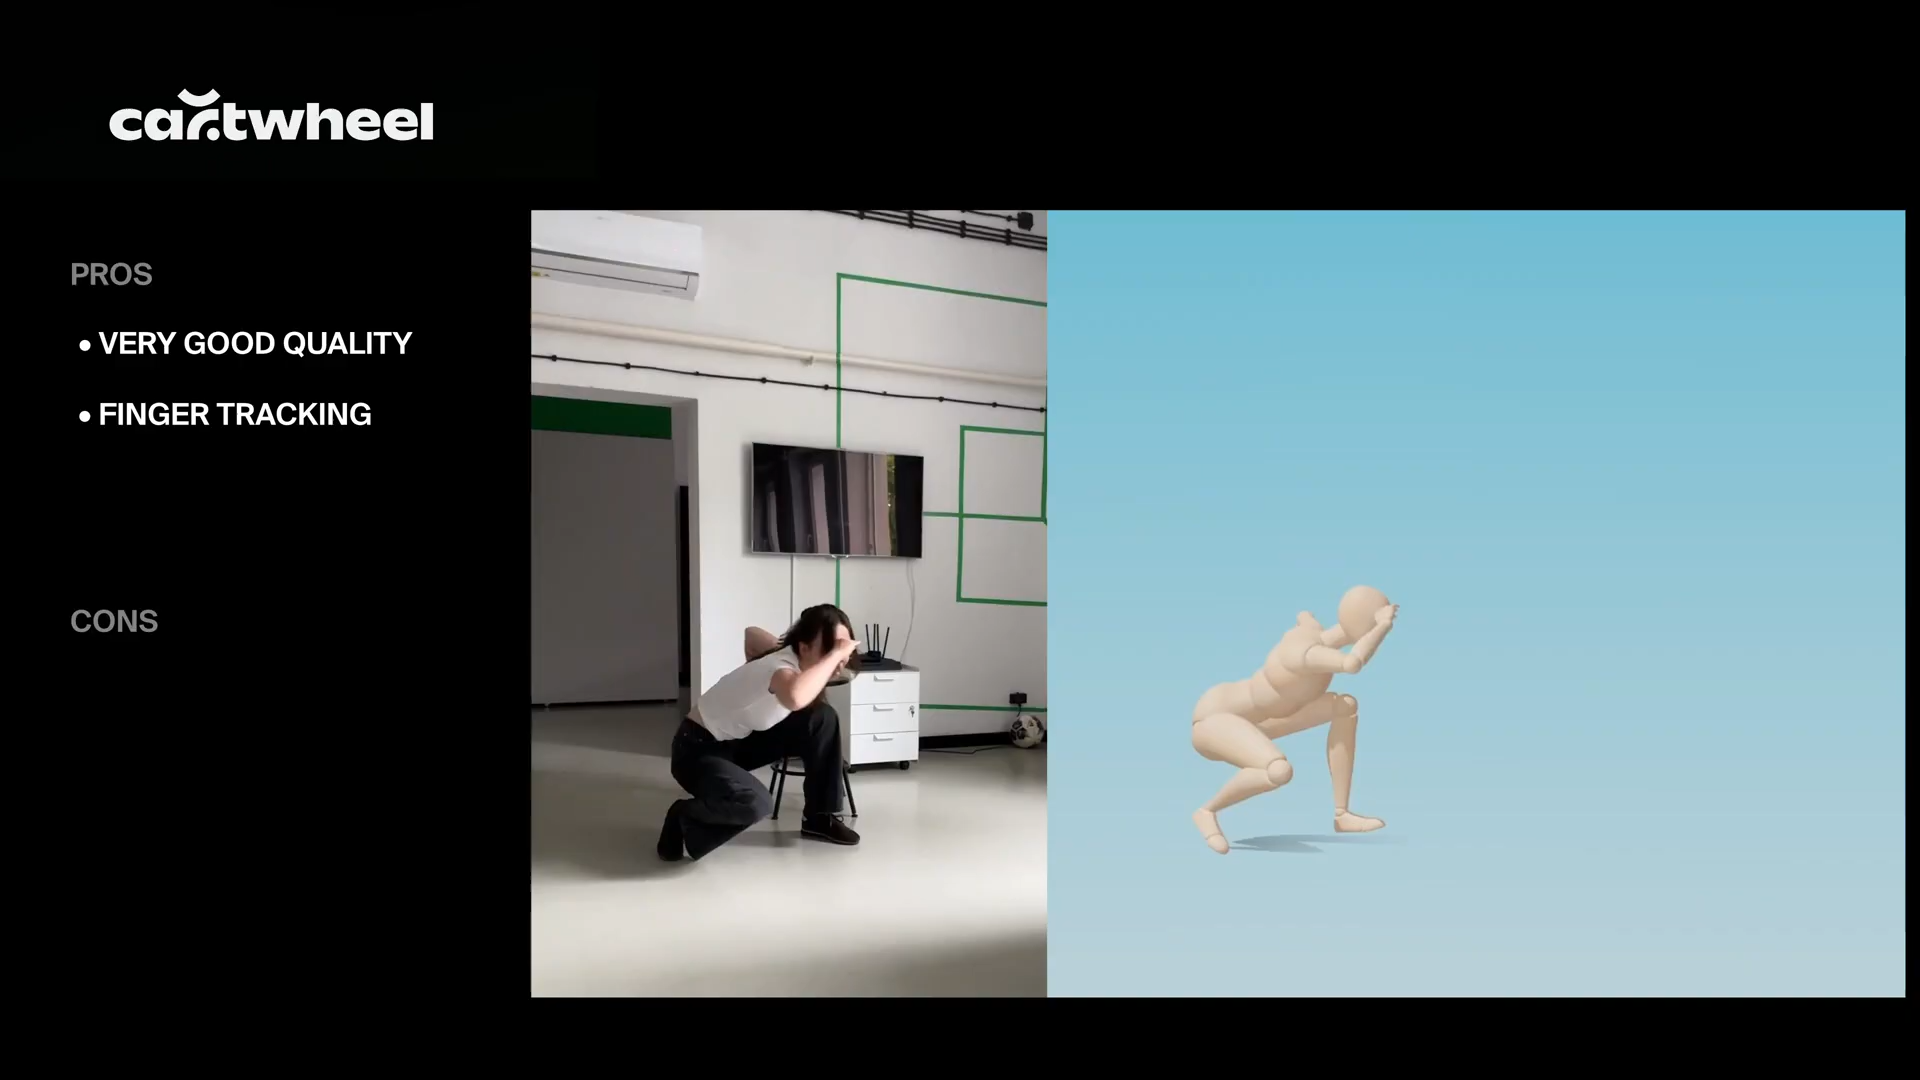 cartwheel
PROS
• VERY GOOD QUALITY
• FINGER TRACKING
CONS